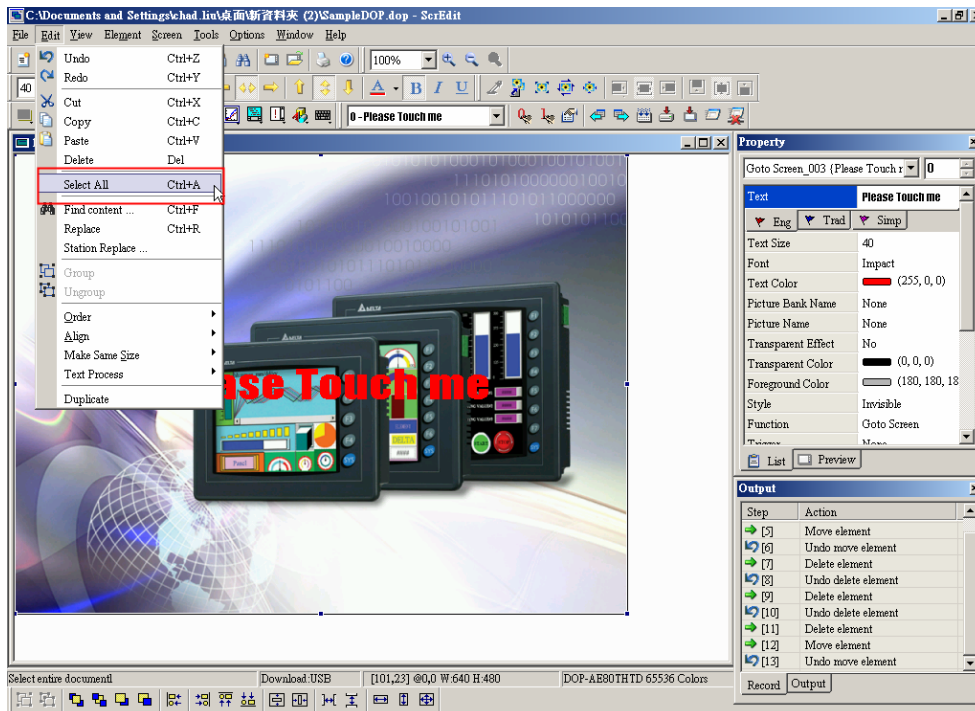 C:\Documents and Settings\chad.liu\桌面\新資料夾 (2)\SampleDOP.dop - ScrEdit
File Edit View Element Screen Tools Options Window Help
Undo Ctrl+Z
Redo Ctrl+Y
Cut Ctrl+X
Copy Ctrl+C
Paste Ctrl+V
Delete Del
Select All Ctrl+A
Find content ... Ctrl+F
Replace Ctrl+R
Station Replace ...
Group
Ungroup
Order
Align
Make Same Size
Text Process
Duplicate
100%
40
A B I U
0 - Please Touch me
ase Touch me
DELTA
Property
Goto Screen_003 {Please Touch r 0
Text Please Touch me
Eng Trad Simp
Text Size 40
Font Impact
Text Color (255, 0, 0)
Picture Bank Name None
Picture Name None
Transparent Effect No
Transparent Color (0, 0, 0)
Foreground Color (180, 180, 18
Style Invisible
Function Goto Screen
Trigger None
List Preview
Output
Step Action
[5] Move element
[6] Undo move element
[7] Delete element
[8] Undo delete element
[9] Delete element
[10] Undo delete element
[11] Delete element
[12] Move element
[13] Undo move element
Record Output
Select entire documentl Download:USB [101,23] @0,0 W:640 H:480 DOP-AE80THTD 65536 Colors